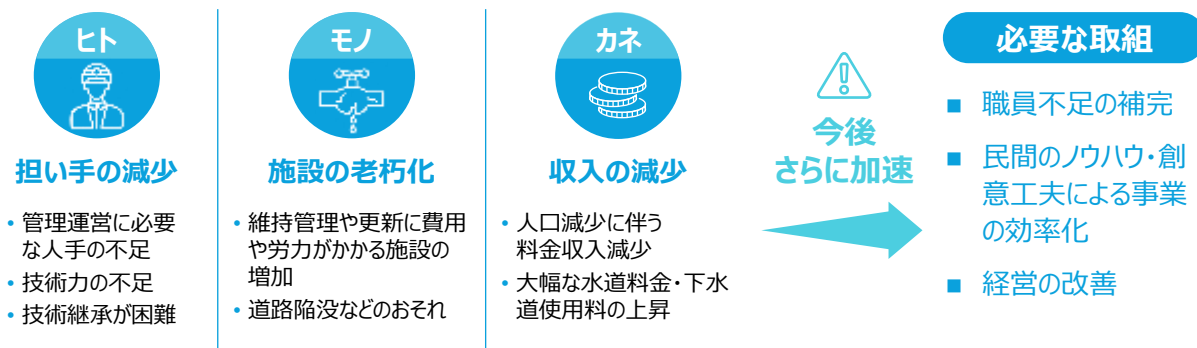 ヒト
担い手の減少
• 管理運営に必要
な人手の不足
• 技術力の不足
• 技術継承が困難
モノ
施設の老朽化
• 維持管理や更新に費用
や労力がかかる施設の
増加
• 道路陥没などのおそれ
カネ
収入の減少
• 人口減少に伴う
料金収入減少
• 大幅な水道料金・下水
道使用料の上昇
今後
さらに加速
必要な取組
■ 職員不足の補完
■ 民間のノウハウ・創
意工夫による事業
の効率化
■ 経営の改善